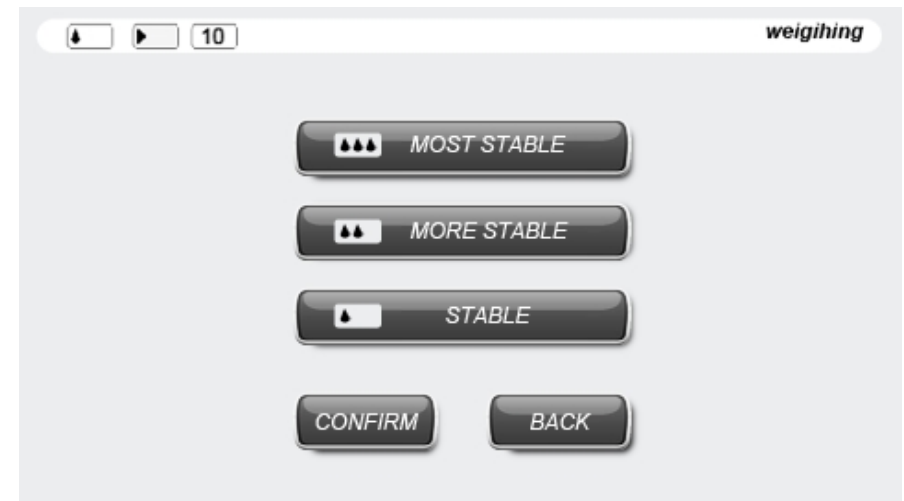 10 weigihing
MOST STABLE
MORE STABLE
STABLE
CONFIRM BACK